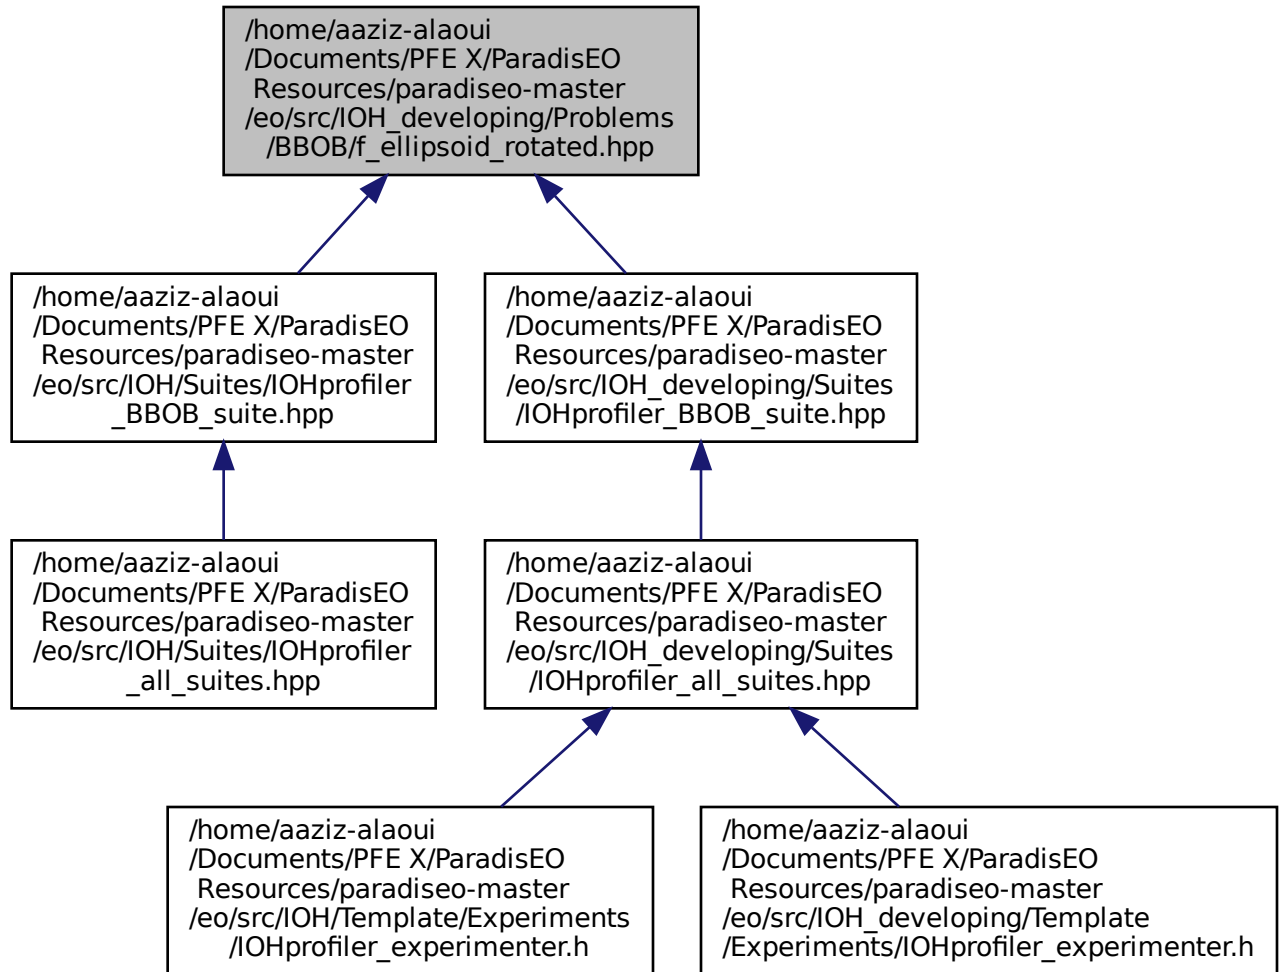 /home/aaziz-alaoui
/Documents/PFE X/ParadisEO
Resources/paradiseo-master
/eo/src/IOH_developing/Problems
/BBOB/f_ellipsoid_rotated.hpp
/home/aaziz-alaoui
/Documents/PFE X/ParadisEO
Resources/paradiseo-master
/eo/src/IOH/Suites/IOHprofiler
_BBOB_suite.hpp
/home/aaziz-alaoui
/Documents/PFE X/ParadisEO
Resources/paradiseo-master
/eo/src/IOH_developing/Suites
/IOHprofiler_BBOB_suite.hpp
/home/aaziz-alaoui
/Documents/PFE X/ParadisEO
Resources/paradiseo-master
/eo/src/IOH/Suites/IOHprofiler
_all_suites.hpp
/home/aaziz-alaoui
/Documents/PFE X/ParadisEO
Resources/paradiseo-master
/eo/src/IOH_developing/Suites
/IOHprofiler_all_suites.hpp
/home/aaziz-alaoui
/Documents/PFE X/ParadisEO
Resources/paradiseo-master
/eo/src/IOH/Template/Experiments
/IOHprofiler_experimenter.h
/home/aaziz-alaoui
/Documents/PFE X/ParadisEO
Resources/paradiseo-master
/eo/src/IOH_developing/Template
/Experiments/IOHprofiler_experimenter.h